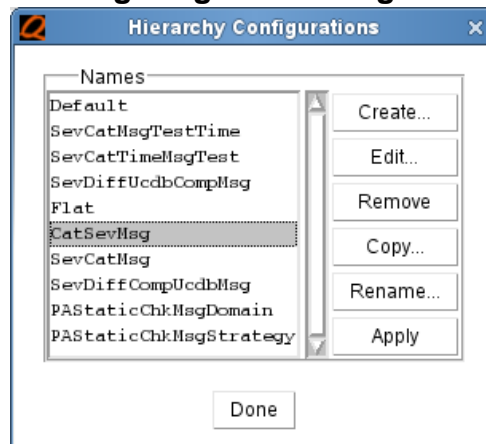 Hierarchy Configurations
Names
Default
SevCatMsgTestTime
SevCatTimeMsgTest
SevDiffUcdbCompMsg
Flat
CatSevMsg
SevCatMsg
SevDiffCompUcdbMsg
PAStaticChkMsgDomain
PAStaticChkMsgStrategy
Create...
Edit...
Remove
Copy...
Rename...
Apply
Done